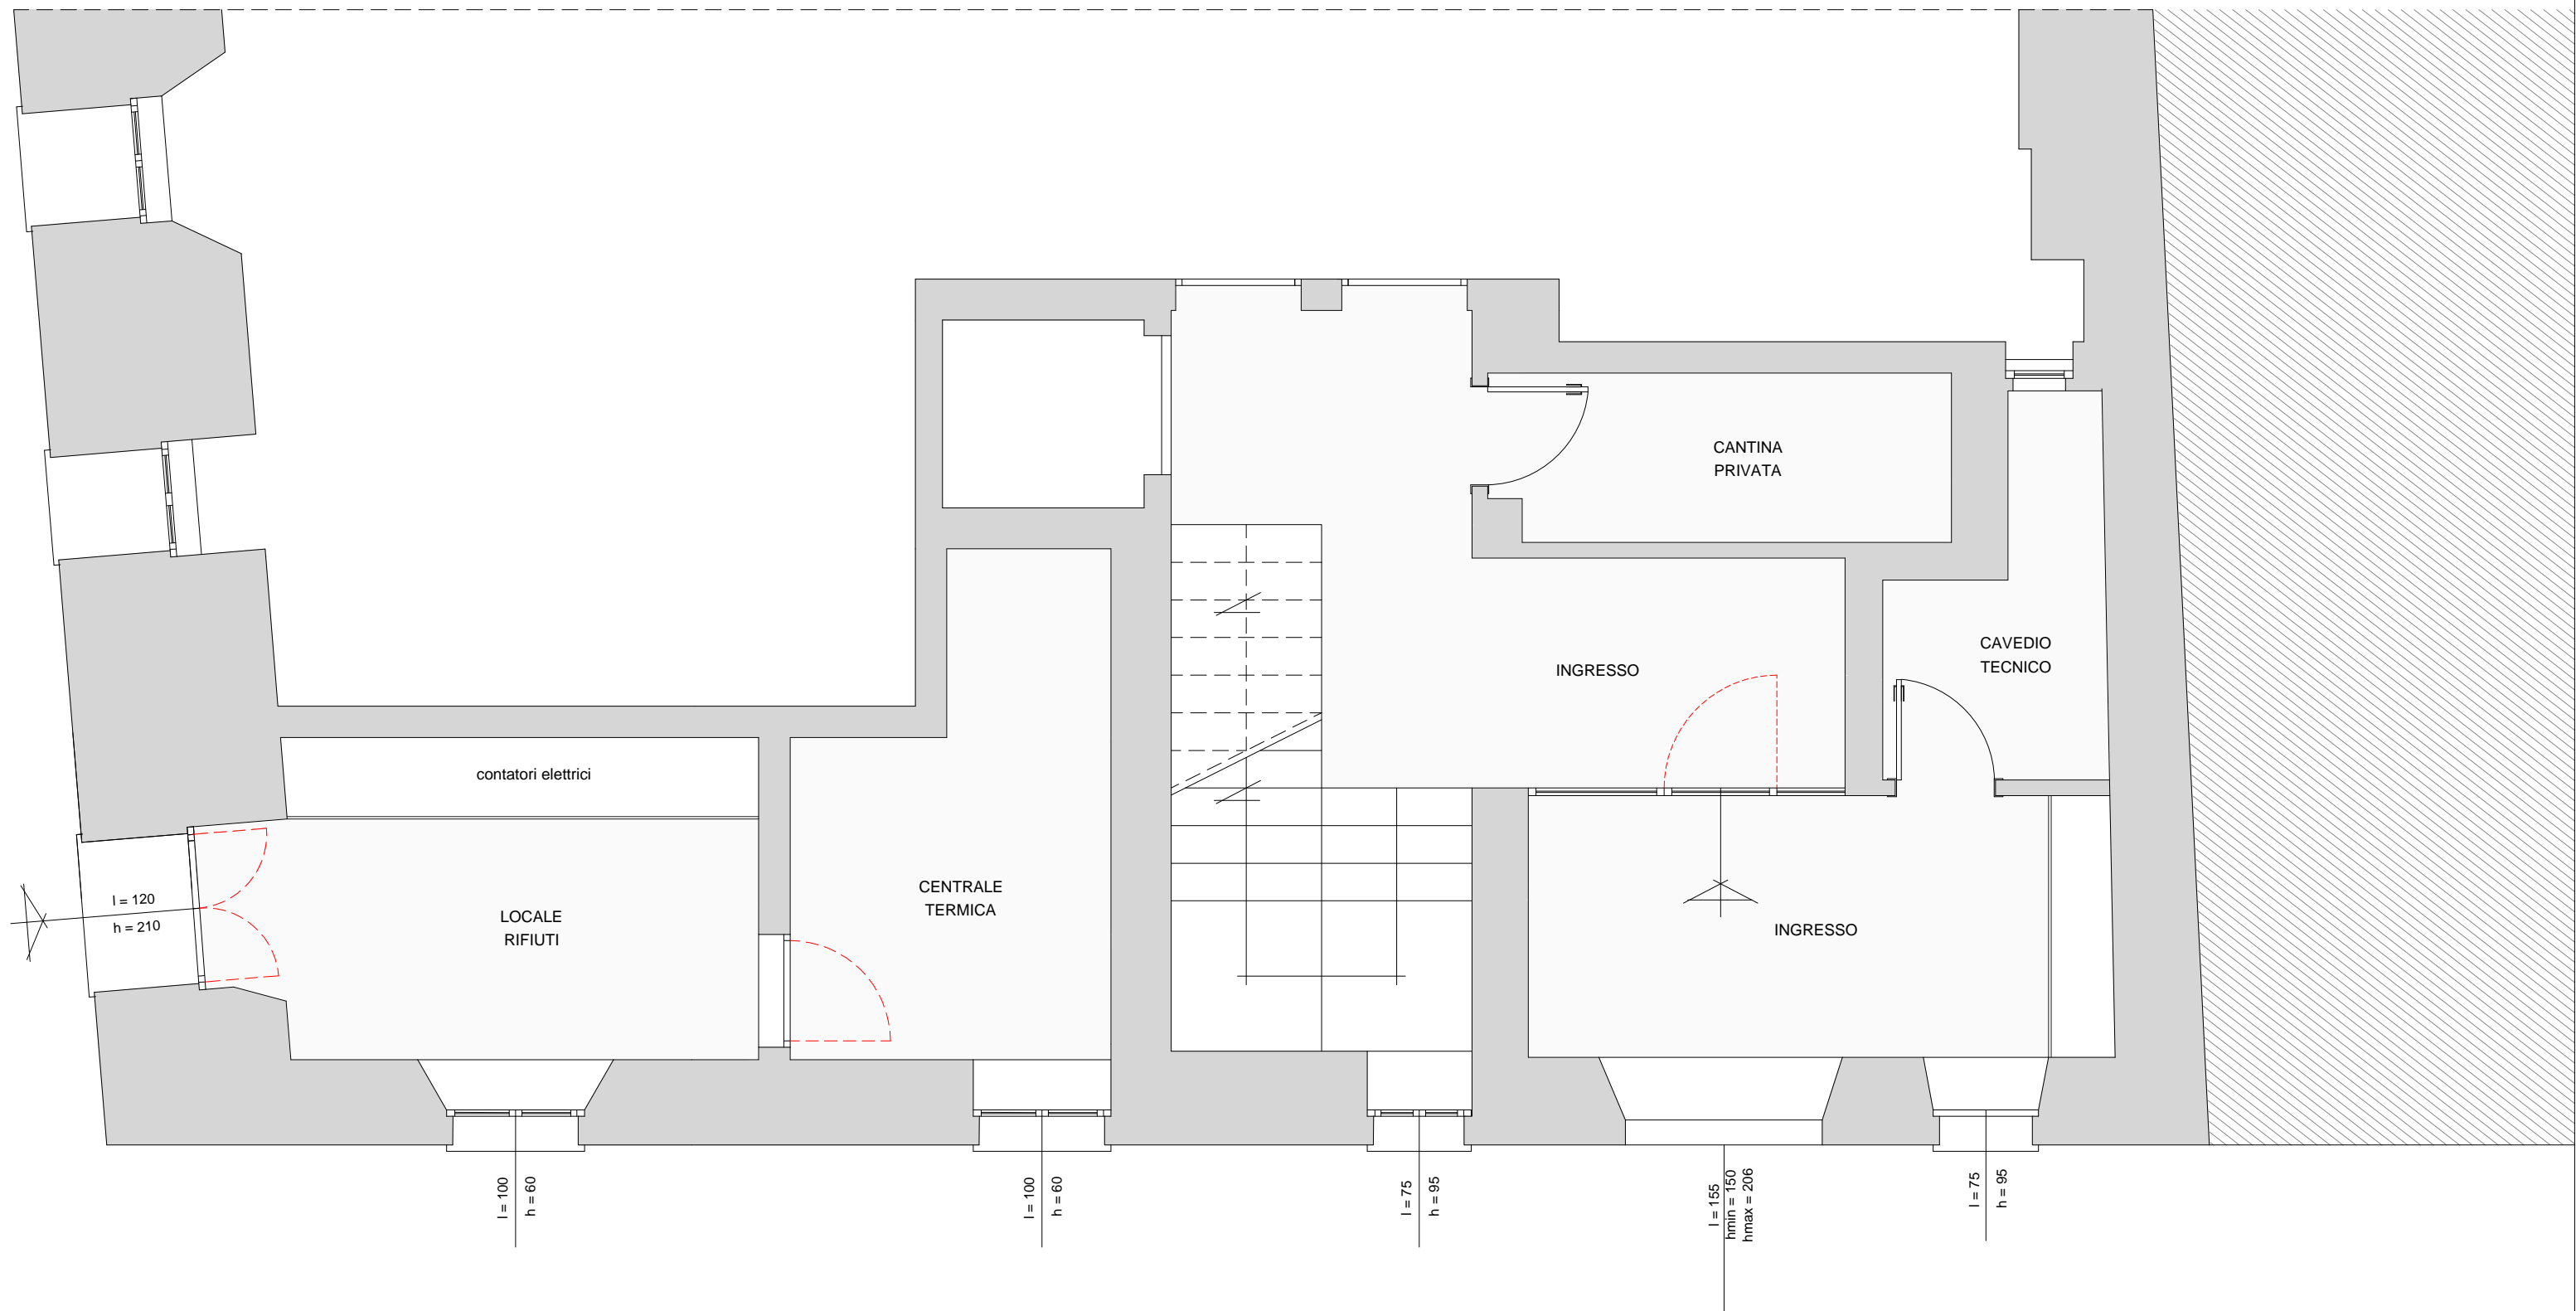 CANTINA
PRIVATA
CAVEDIO
TECNICO
INGRESSO
contatori elettrici
CENTRALE
TERMICA
l = 120
h = 210
LOCALE
RIFIUTI
INGRESSO
l = 100
h = 60
l = 100
h = 60
l = 75
h = 95
l = 155
hmin = 150
hmax = 206
l = 75
h = 95